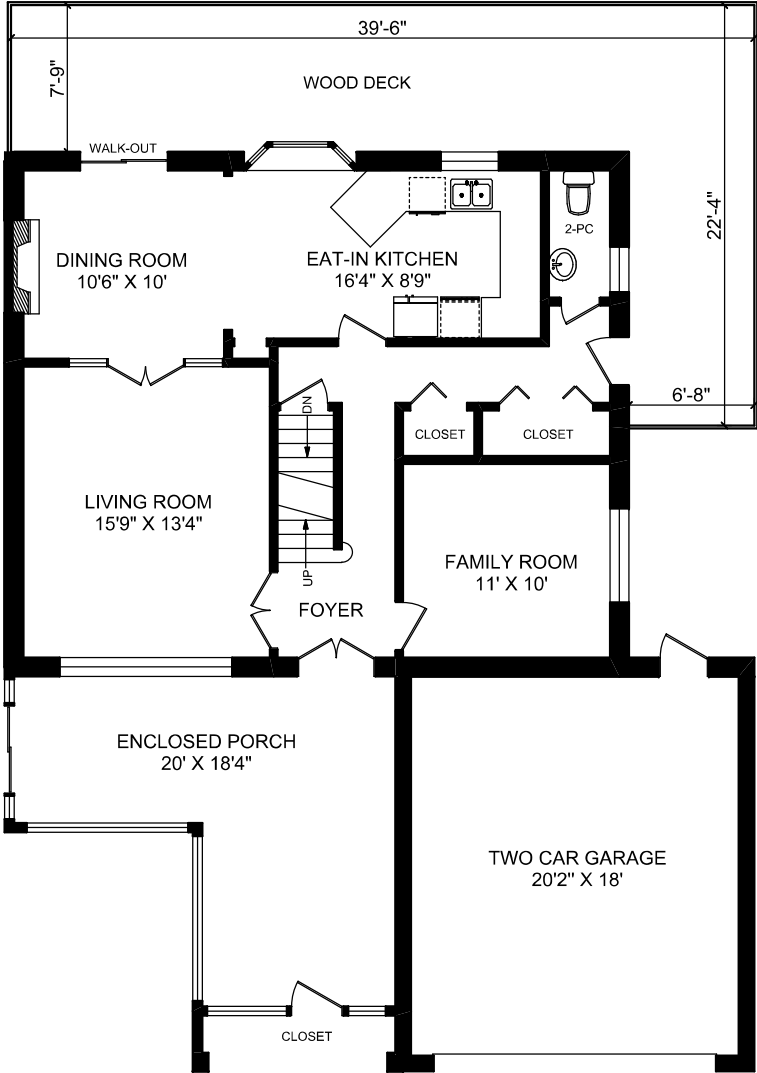 39'-6"
7'-9"
WOOD DECK
WALK-OUT
22'-4"
2-PC
DINING ROOM
10'6" X 10'
EAT-IN KITCHEN
16'4" X 8'9"
6'-8"
DN
CLOSET
CLOSET
LIVING ROOM
15'9" X 13'4"
FAMILY ROOM
11' X 10'
UP
FOYER
ENCLOSED PORCH
20' X 18'4"
TWO CAR GARAGE
20'2" X 18'
CLOSET